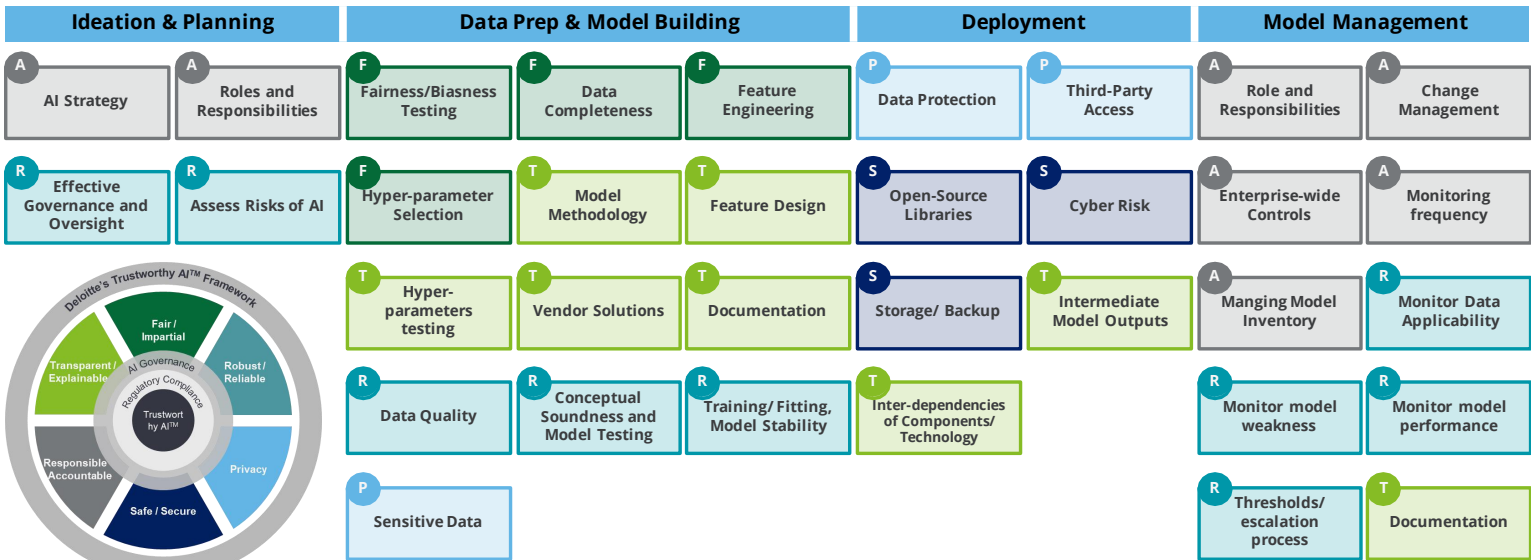 Ideation & Planning
Data Prep & Model Building
Deployment
Model Management
A
AI Strategy
A
Roles and
Responsibilities
F
Fairness/Biasness
Testing
F
Data
Completeness
F
Feature
Engineering
P
Data Protection
P
Third-Party
Access
A
Role and
Responsibilities
A
Change
Management
R
Effective
Governance and
Oversight
R
Assess Risks of AI
F
Hyper-parameter
Selection
T
Model
Methodology
T
Feature Design
S
Open-Source
Libraries
S
Cyber Risk
A
Enterprise-wide
Controls
A
Monitoring
frequency
T
Hyper-
parameters
testing
T
Vendor Solutions
T
Documentation
S
Storage/ Backup
T
Intermediate
Model Outputs
A
Manging Model
Inventory
R
Monitor Data
Applicability
R
Data Quality
R
Conceptual
Soundness and
Model Testing
R
Training/ Fitting,
Model Stability
T
Inter-dependencies
of Components/
Technology
R
Monitor model
weakness
R
Monitor model
performance
P
Sensitive Data
R
Thresholds/
escalation
process
T
Documentation
Deloitte's Trustworthy AI™ Framework
Fair /
Impartial
Transparent /
Explainable
Robust /
Reliable
AI Governance
Regulatory Compliance
Trustwort
hy AI™
Responsible
Accountable
Privacy
Safe / Secure